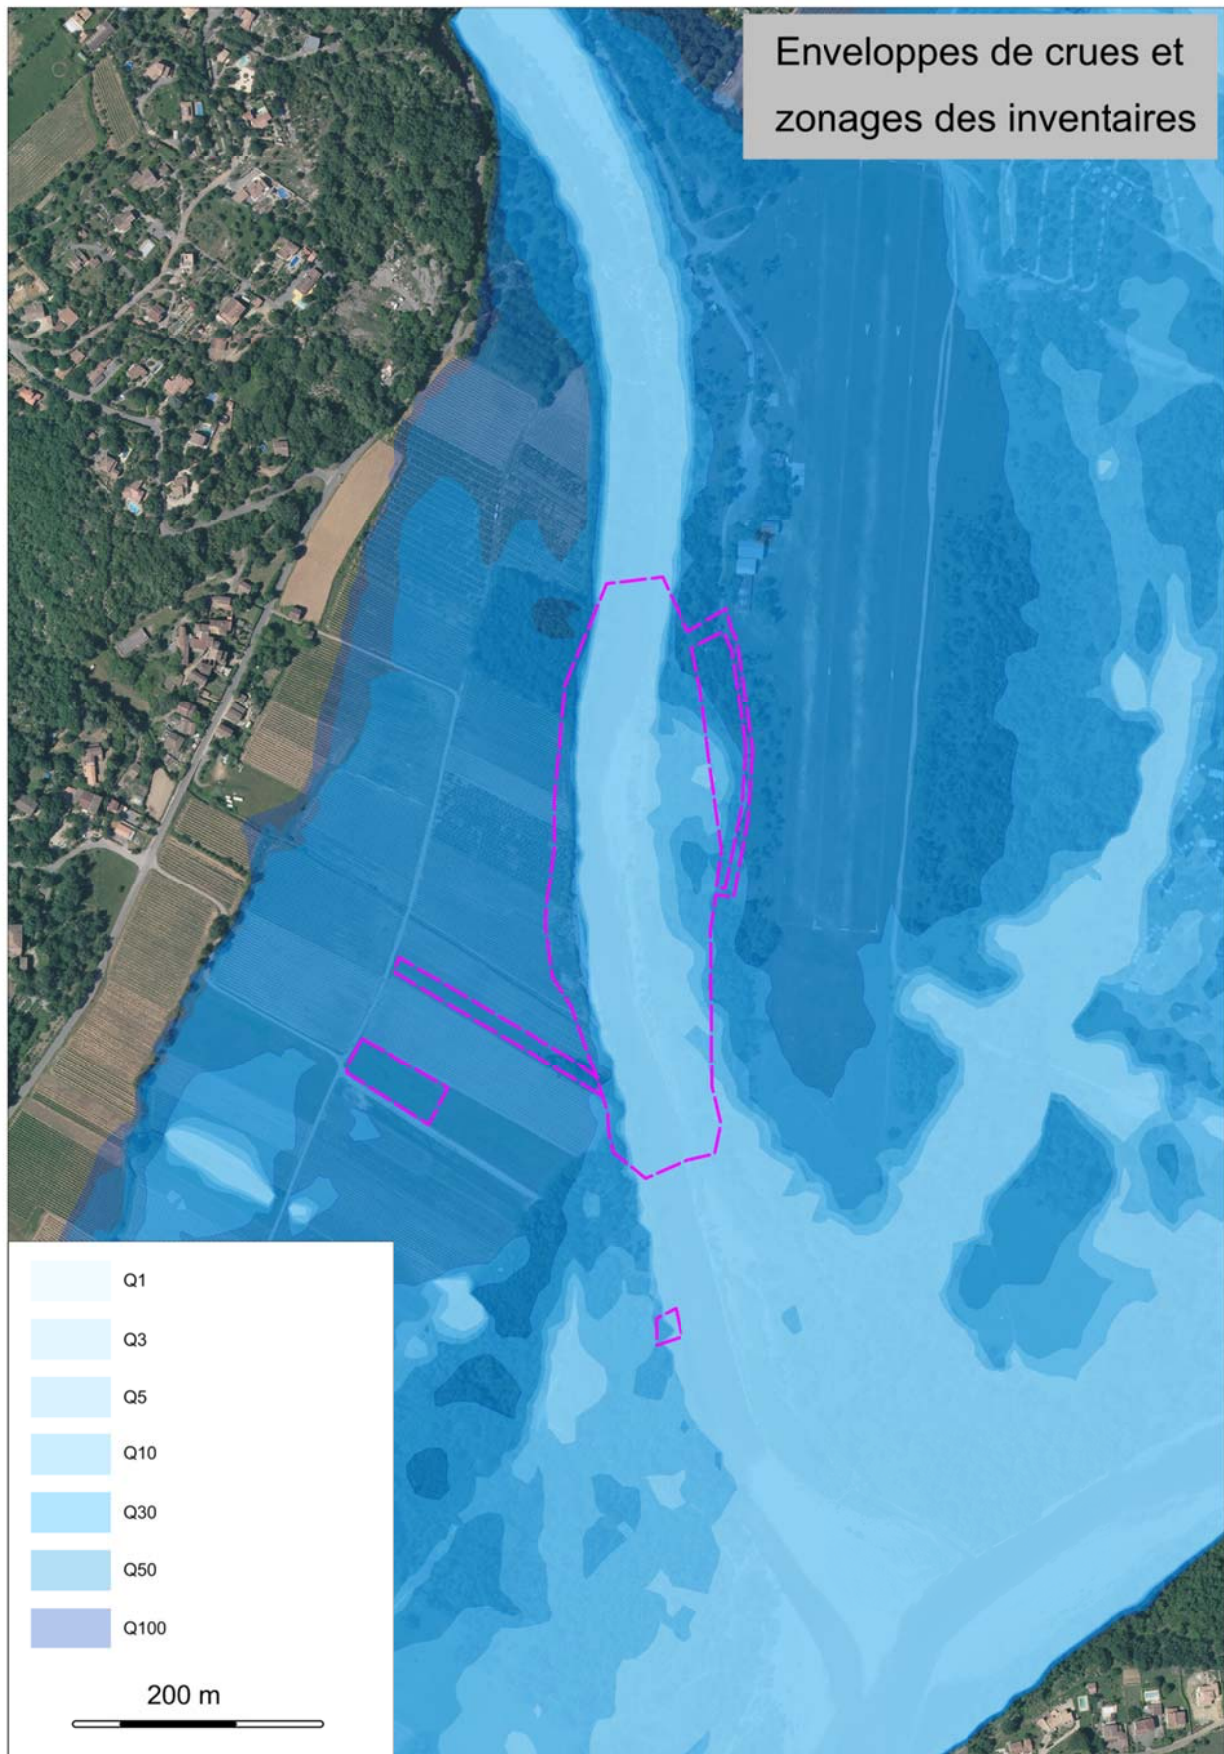 Enveloppes de crues et
zonages des inventaires
Q1
Q3
Q5
Q10
Q30
Q50
Q100
200 m